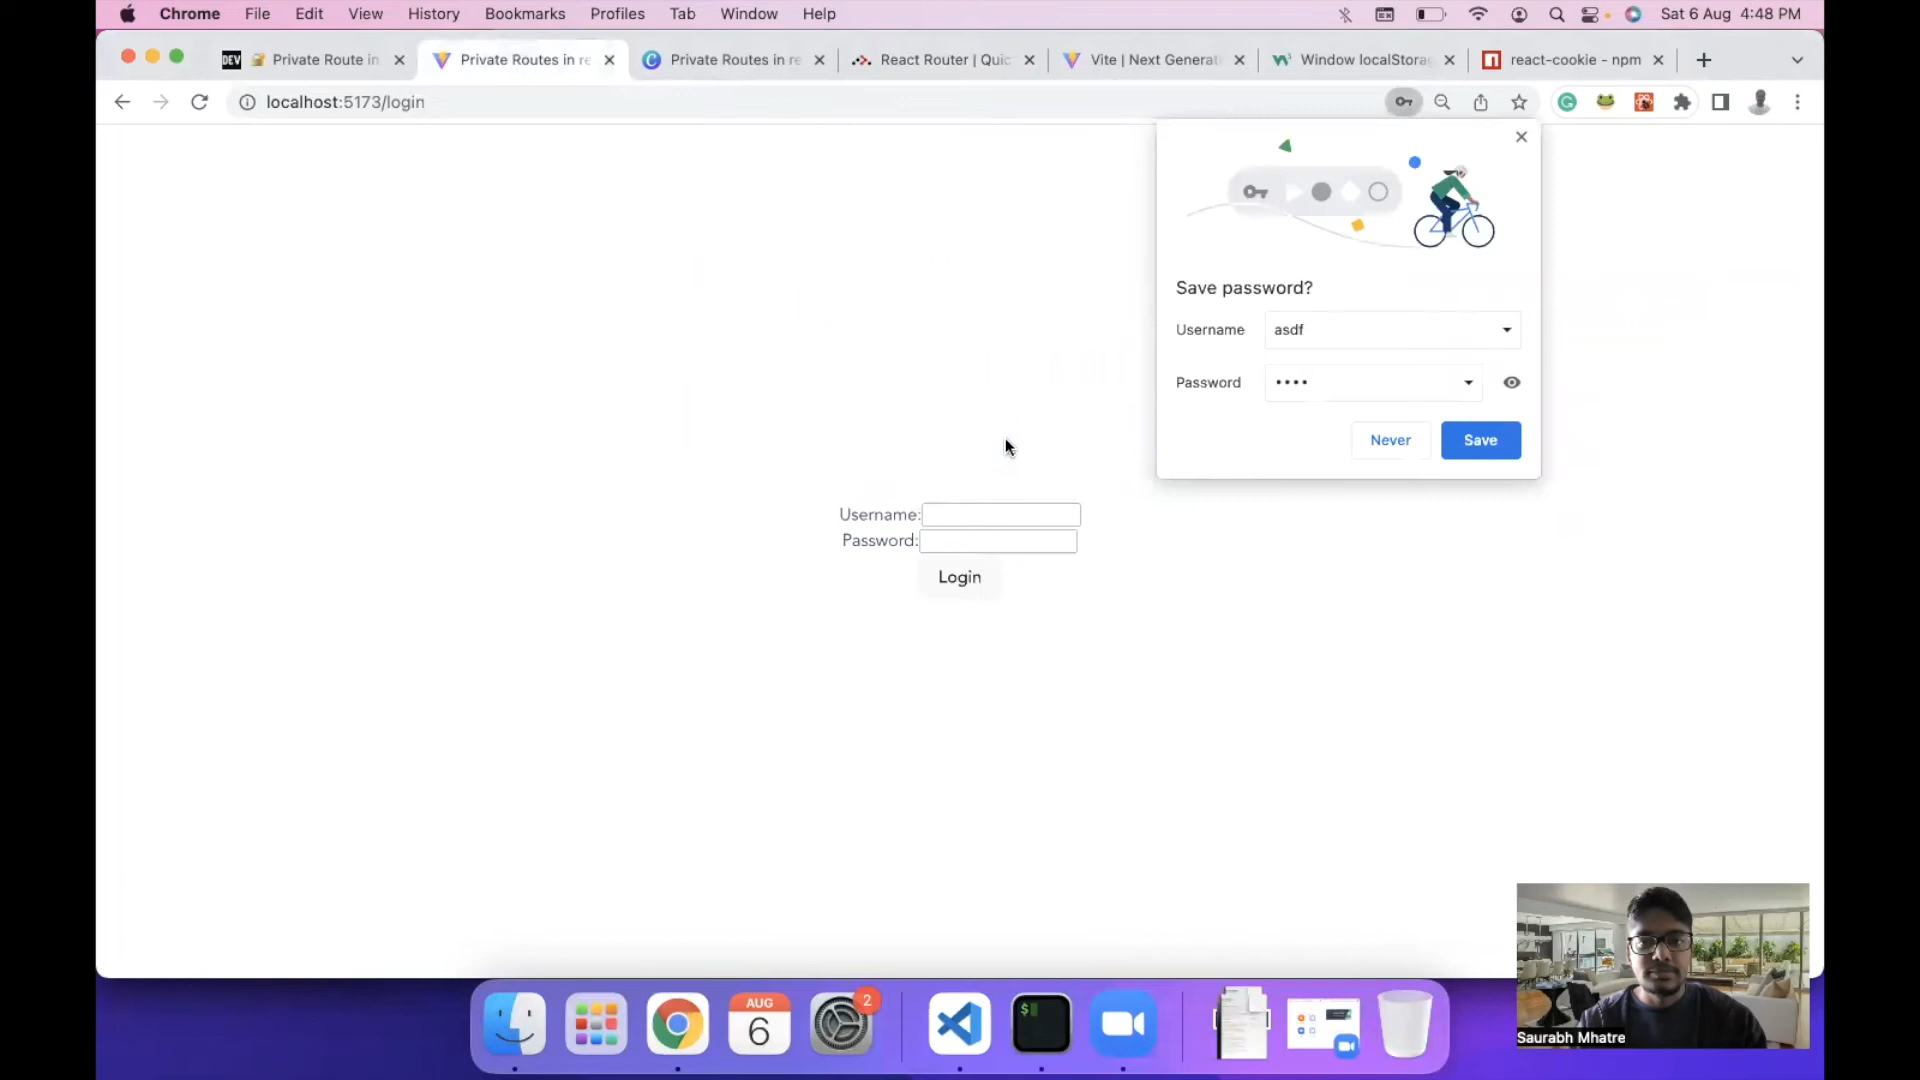 Chrome File Edit View History Bookmarks Profiles Tab Window Help Sat 6 Aug 4:48 PM
DEV Private Route in Private Routes in re Private Routes in re React Router | Quic Vite | Next Generat Window localStora react-cookie - npm
localhost:5173/login
Save password?
Username asdf
Password ••••
Never Save
Username:
Password:
Login
AUG
6
2
$
Saurabh Mhatre